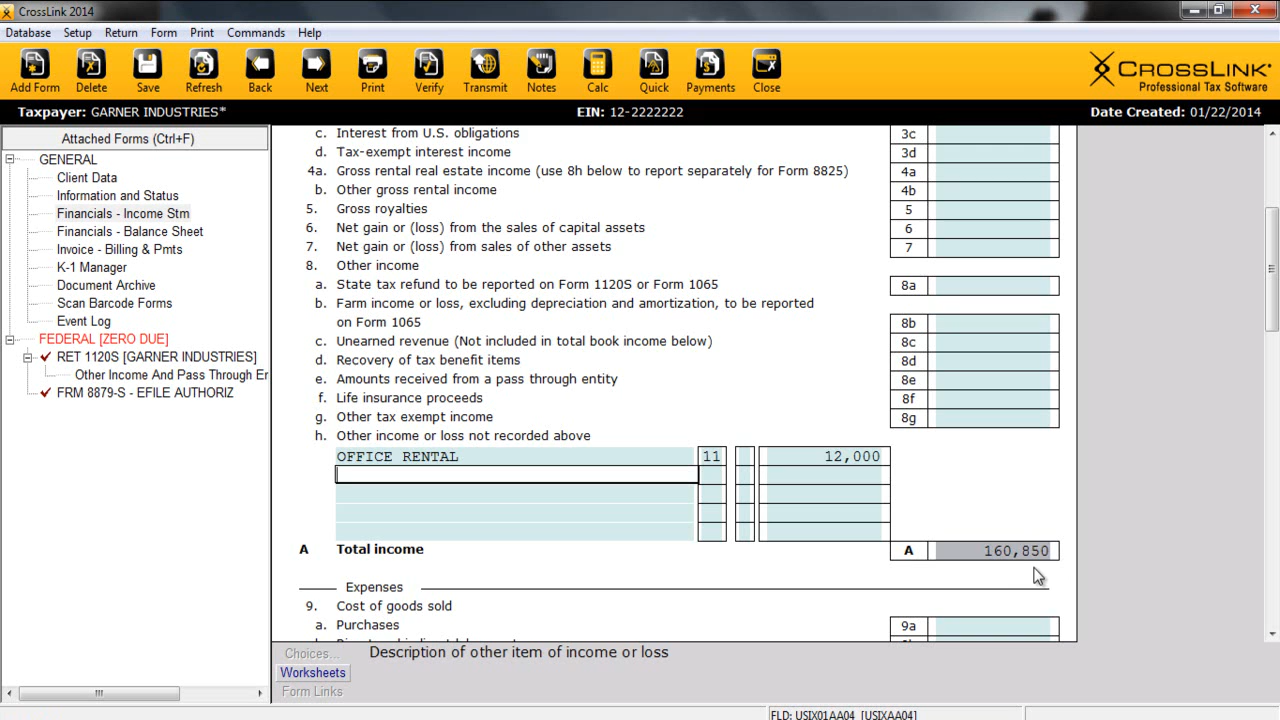 CrossLink 2014
Database Setup Return Form Print Commands Help
Add Form Delete Save Refresh Back Next Print Verify Transmit Notes Calc Quick Payments Close
CROSSLINK
Professional Tax Software
Taxpayer: GARNER INDUSTRIES* EIN: 12-2222222 Date Created: 01/22/2014
Attached Forms (Ctrl+F)
GENERAL
Client Data
Information and Status
Financials - Income Stm
Financials - Balance Sheet
Invoice - Billing & Pmts
K-1 Manager
Document Archive
Scan Barcode Forms
Event Log
FEDERAL [ZERO DUE]
RET 1120S [GARNER INDUSTRIES]
Other Income And Pass Through Er
FRM 8879-S - EFILE AUTHORIZ
c. Interest from U.S. obligations 3c
d. Tax-exempt interest income 3d
4a. Gross rental real estate income (use 8h below to report separately for Form 8825) 4a
b. Other gross rental income 4b
5. Gross royalties 5
6. Net gain or (loss) from the sales of capital assets 6
7. Net gain or (loss) from sales of other assets 7
8. Other income
a. State tax refund to be reported on Form 1120S or Form 1065 8a
b. Farm income or loss, excluding depreciation and amortization, to be reported
on Form 1065 8b
c. Unearned revenue (Not included in total book income below) 8c
d. Recovery of tax benefit items 8d
e. Amounts received from a pass through entity 8e
f. Life insurance proceeds 8f
g. Other tax exempt income 8g
h. Other income or loss not recorded above
OFFICE RENTAL 11 12,000
A Total income A 160,850
Expenses
9. Cost of goods sold
a. Purchases 9a
Choices... Description of other item of income or loss
Worksheets
Form Links
FLD: USIX01AA04 [USIXAA04]